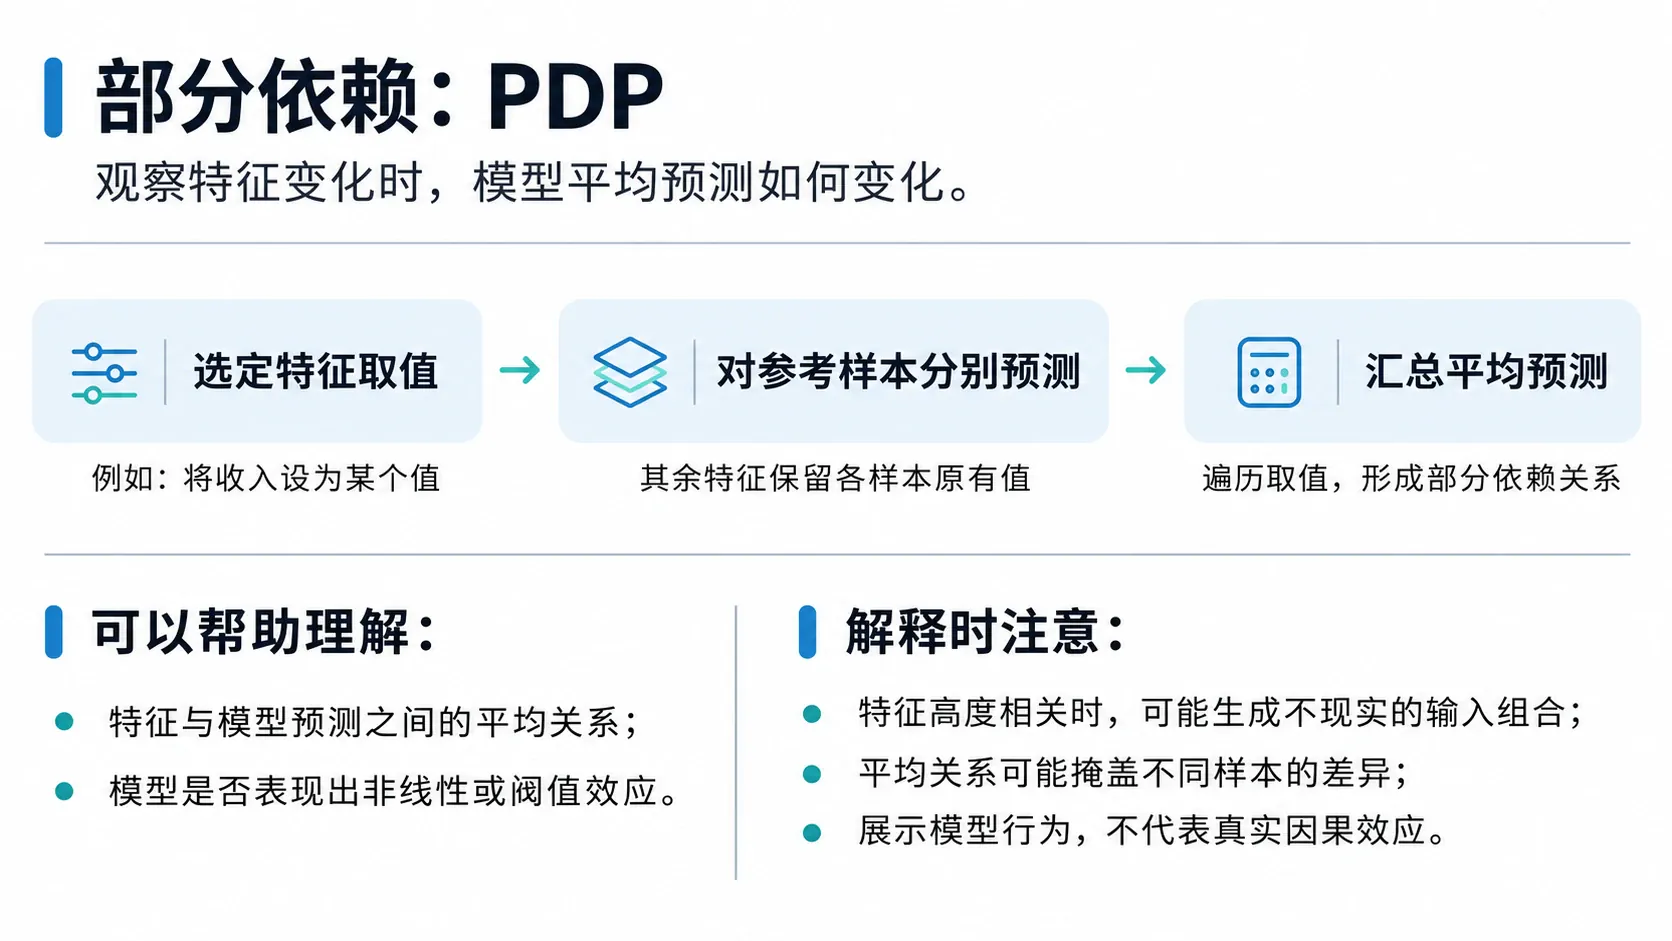 部分依赖：PDP
观察特征变化时，模型平均预测如何变化。
选定特征取值
对参考样本分别预测
汇总平均预测
例如：将收入设为某个值
其余特征保留各样本原有值
遍历取值，形成部分依赖关系
可以帮助理解：
特征与模型预测之间的平均关系；
模型是否表现出非线性或阀值效应。
解释时注意：
特征高度相关时，可能生成不现实的输入组合；
平均关系可能掩盖不同样本的差异；
展示模型行为，不代表真实因果效应。